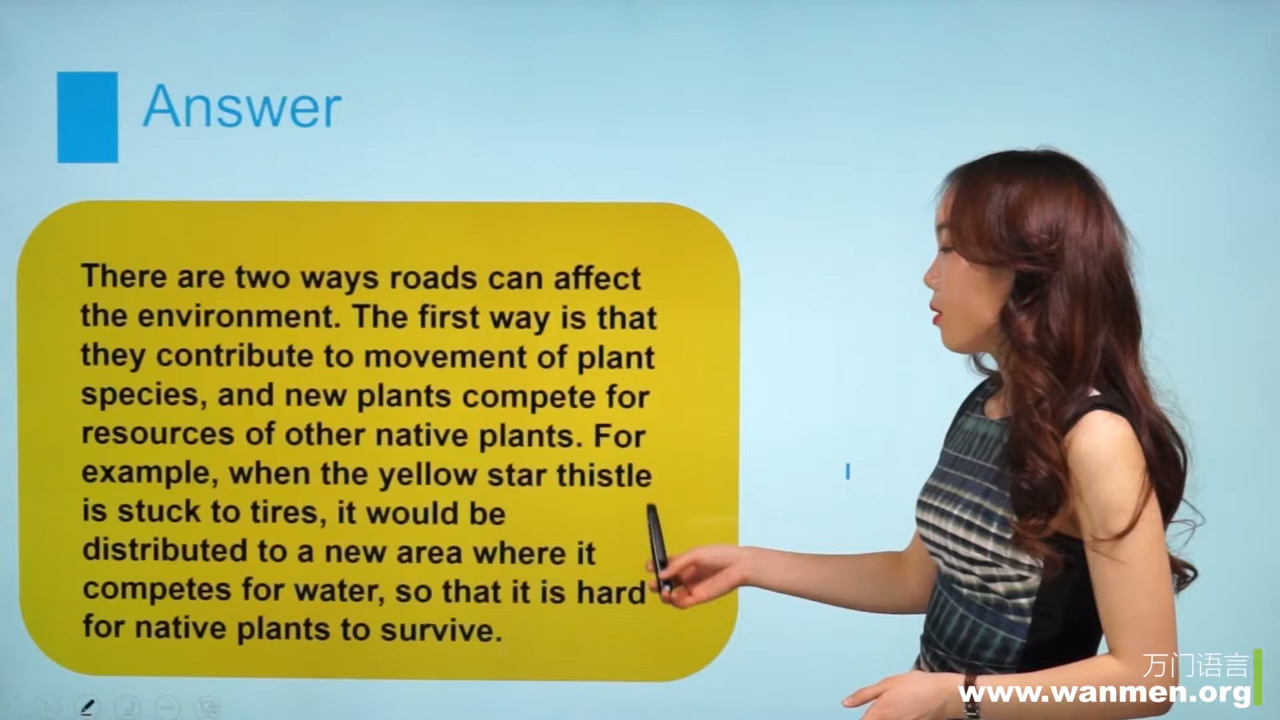 Answer
There are two ways roads can affect
the environment. The first way is that
they contribute to movement of plant
species, and new plants compete for
resources of other native plants. For
example, when the yellow star thistle
is stuck to tires, it would be
distributed to a new area where it
competes for water, so that it is hard
for native plants to survive.
万门语言
www.wanmen.org